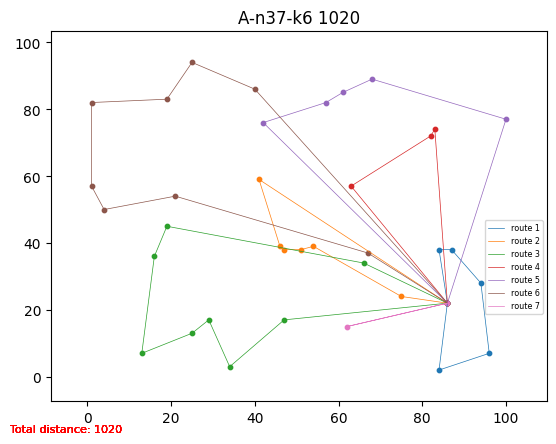 A-n37-k6 1020
100
80
60
40
20
0
0 20 40 60 80 100
route 1
route 2
route 3
route 4
route 5
route 6
route 7
Total distance: 1020